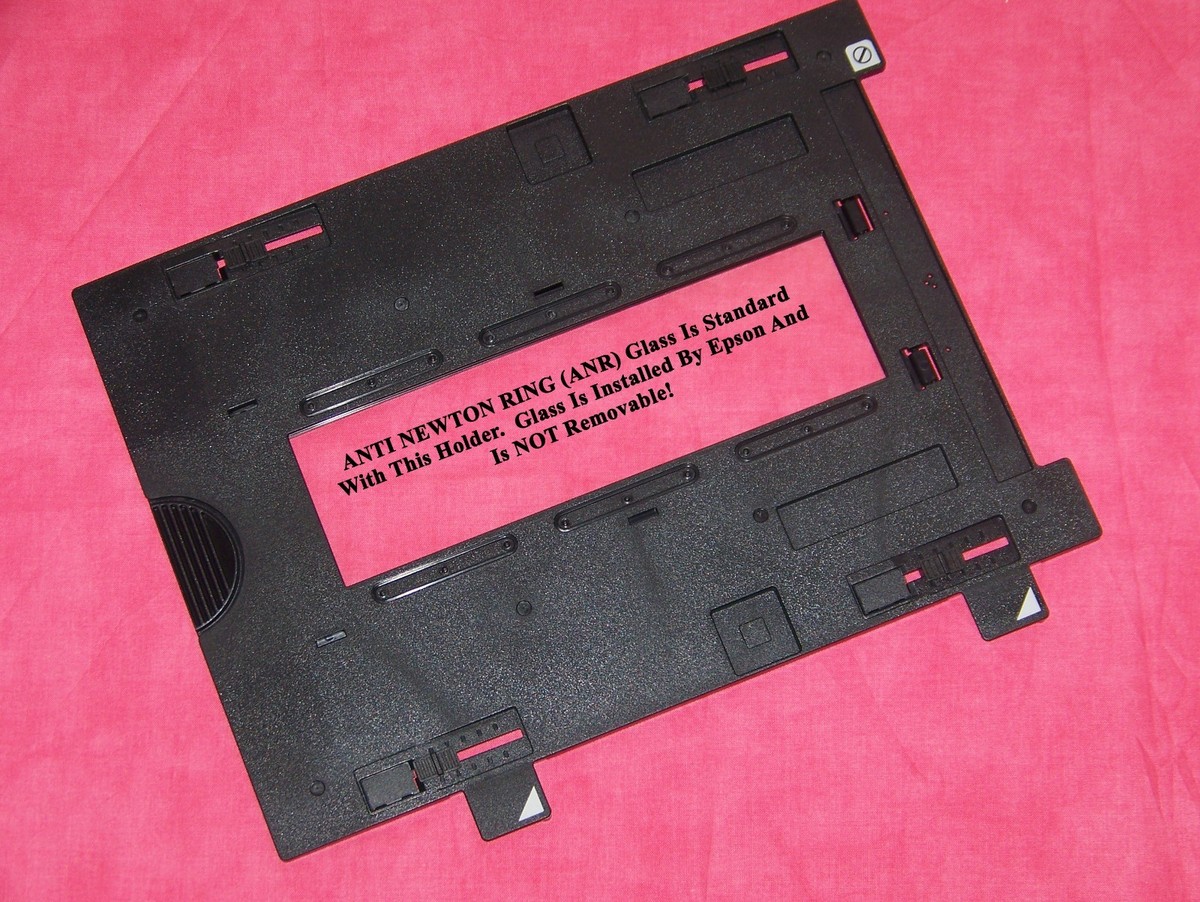 ANTI NEWTON RING (ANR) Glass Is Standard
With This Holder.  Glass Is Installed By Epson And
Is NOT Removable!